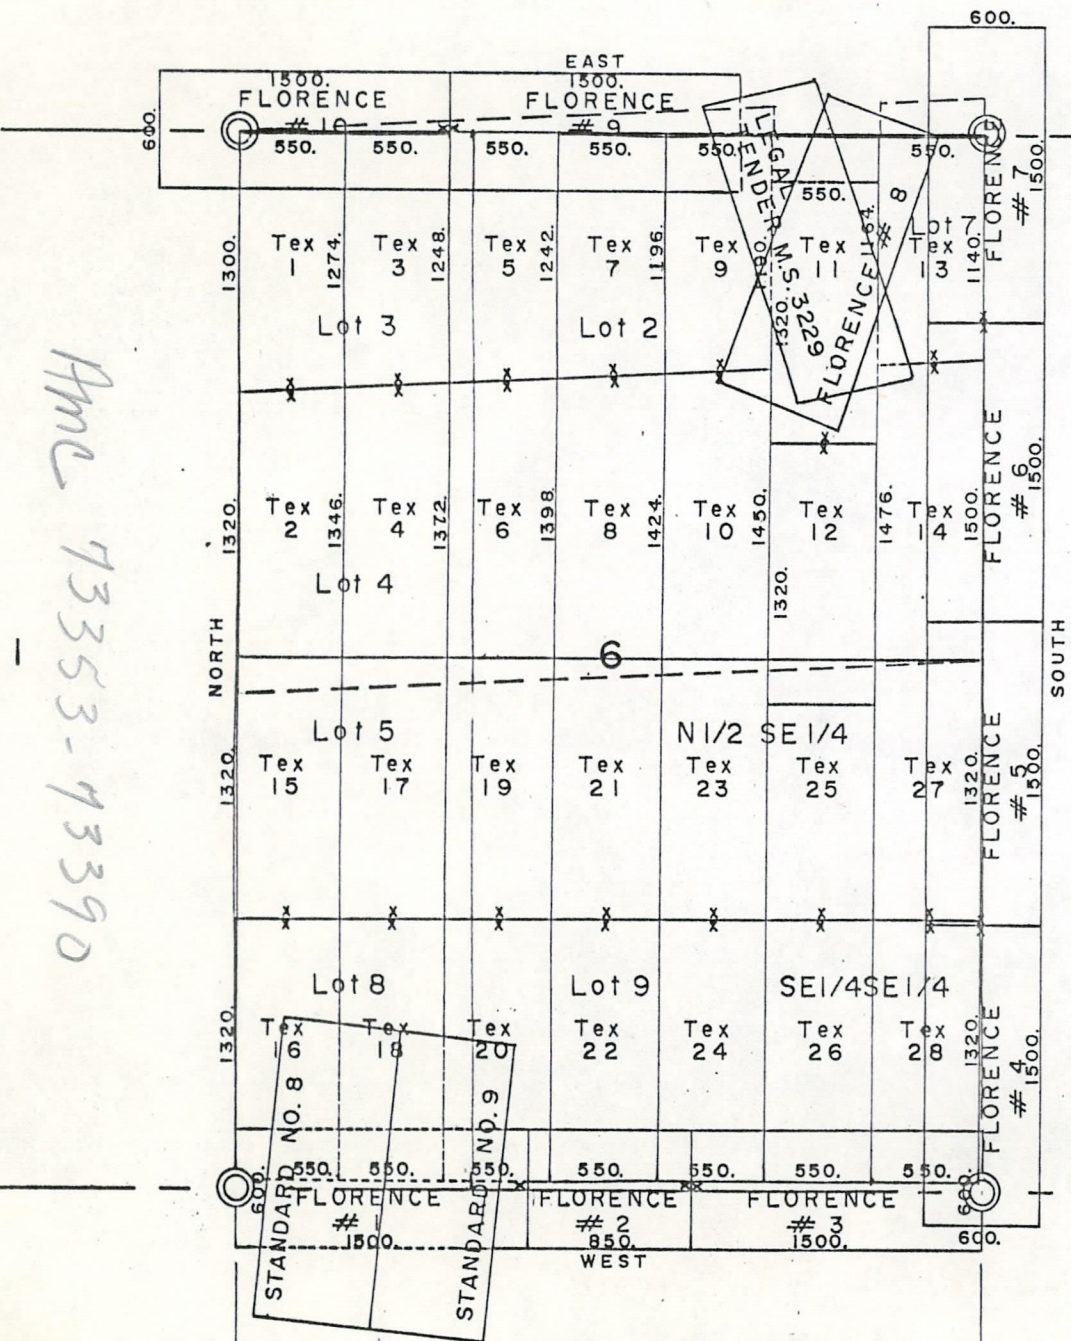 600.
EAST
1500.
FLORENCE
# 10
1500.
FLORENCE
# 9
600.
550.
550.
550.
550.
550.
550.
550.
LEGAL TENDER M.S. 3229
FLORENCE # 8
FLORENCE
# 7
1500.
Lot 7
1300.
Tex
1
1274.
Tex
3
1248.
Tex
5
1242.
Tex
7
1196.
Tex
9
Tex
11
1164.
Tex
13
1140.
1320.
Lot 3
Lot 2
1320.
Tex
2
1346.
Tex
4
1372.
Tex
6
1398.
Tex
8
1424.
Tex
10
1450.
Tex
12
1476.
Tex
14
1500.
FLORENCE
# 6
1500.
Lot 4
1320.
NORTH
6
SOUTH
Lot 5
N1/2 SE1/4
1320.
Tex
15
Tex
17
Tex
19
Tex
21
Tex
23
Tex
25
Tex
27
1320.
FLORENCE
# 5
1500.
Lot 8
Lot 9
SE1/4SE1/4
1320.
Tex
16
Tex
18
Tex
20
Tex
22
Tex
24
Tex
26
Tex
28
1320.
FLORENCE
# 4
1500.
STANDARD NO. 8
STANDARD NO. 9
600.
550.
550.
550.
550.
550.
550.
550.
600.
FLORENCE
# 1
1500.
FLORENCE
# 2
850.
FLORENCE
# 3
1500.
600.
WEST
AMC 73363-73390